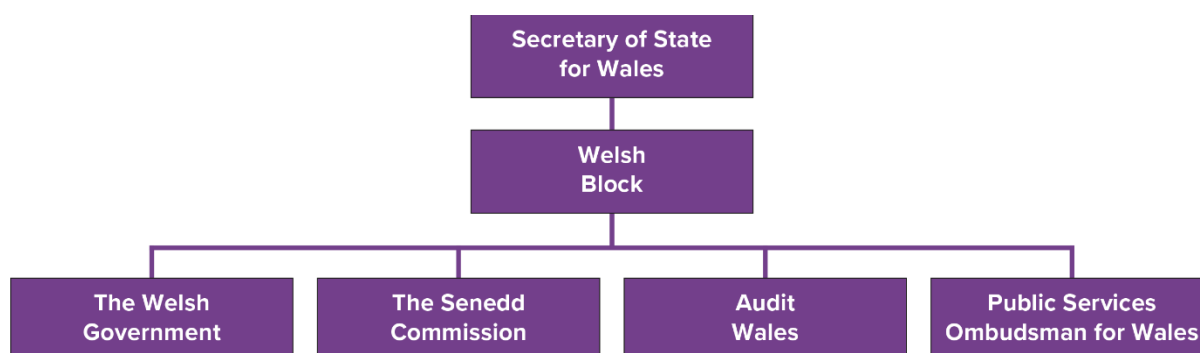 Secretary of State
for Wales
Welsh
Block
The Welsh
Government
The Senedd
Commission
Audit
Wales
Public Services
Ombudsman for Wales